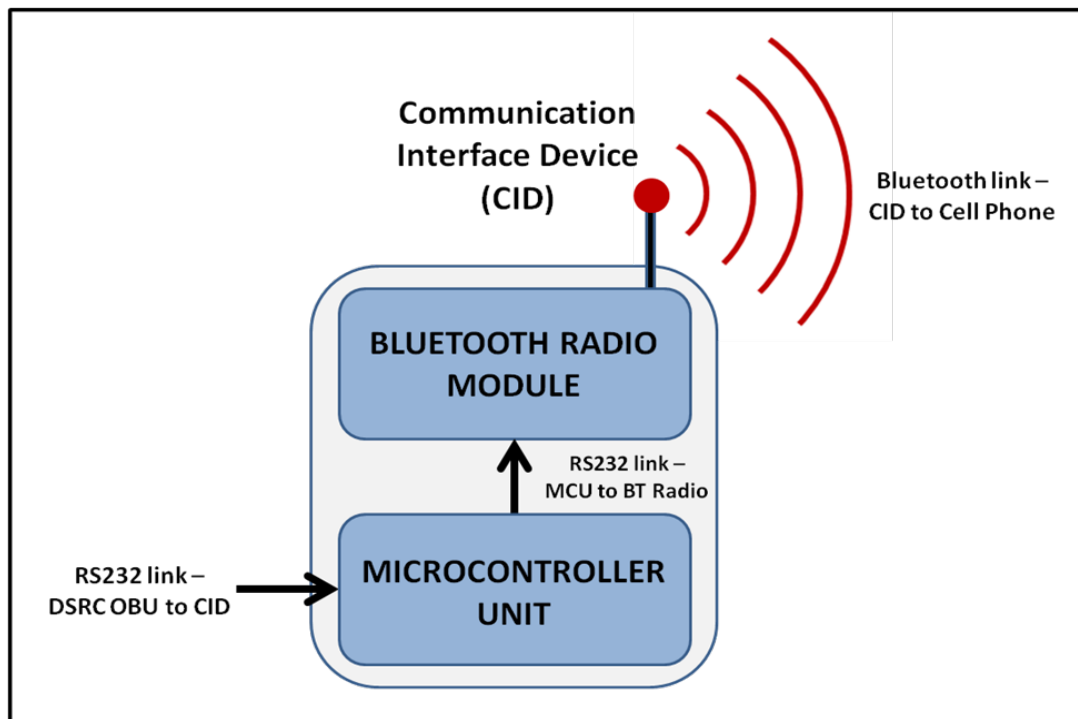 Communication
Interface Device
(CID)
Bluetooth link –
CID to Cell Phone
BLUETOOTH RADIO
MODULE
RS232 link –
MCU to BT Radio
MICROCONTROLLER
UNIT
RS232 link –
DSRC OBU to CID